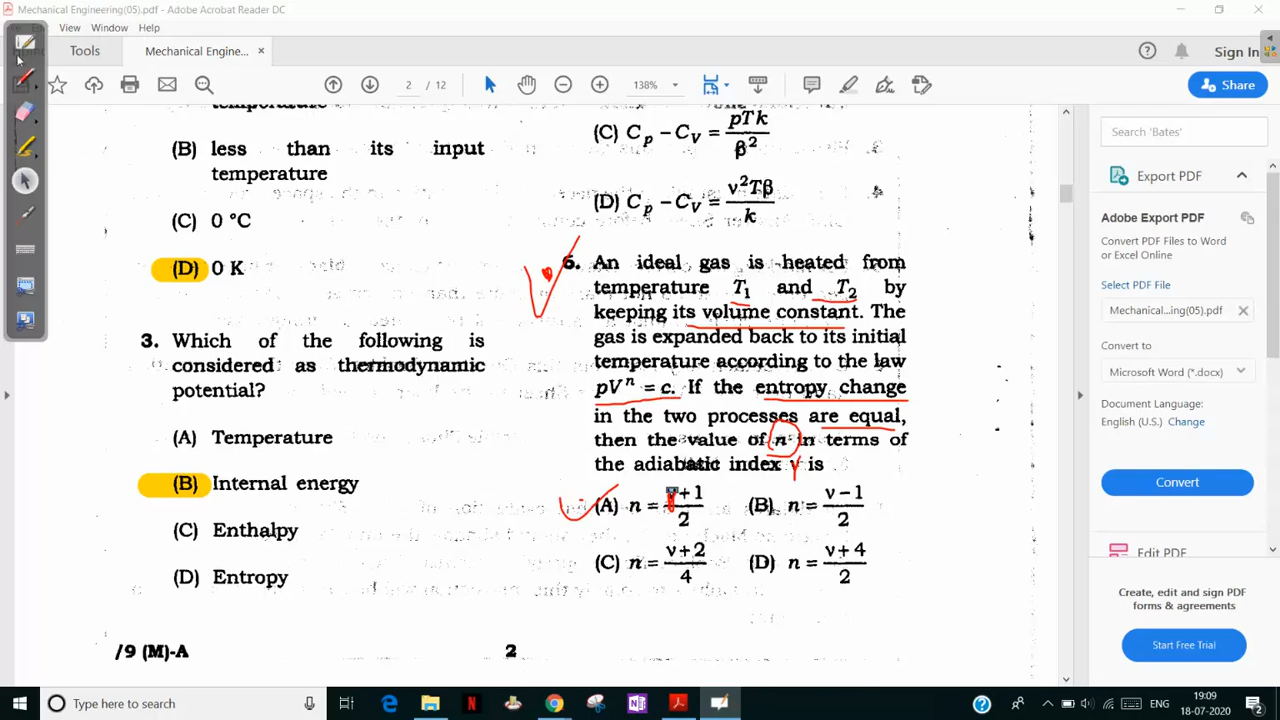 Mechanical Engineering(05).pdf - Adobe Acrobat Reader DC
View Window Help
Tools
Mechanical Engine... ×
Sign In
2 / 12
138%
Share
temperature
(B) less than its input
temperature
(C) 0 °C
(D) 0 K
3. Which of the following is
considered as thermodynamic
potential?
(A) Temperature
(B) Internal energy
(C) Enthalpy
(D) Entropy
/9 (M)-A
2
(C) Cp – CV = pTk / β²
(D) Cp – CV = v²Tβ / k
6. An ideal gas is heated from
temperature T1 and T2 by
keeping its volume constant. The
gas is expanded back to its initial
temperature according to the law
pVⁿ = c. If the entropy change
in the two processes are equal,
then the value of n in terms of
the adiabatic index γ is
(A) n = γ+1 / 2 (B) n = ν–1 / 2
(C) n = ν+2 / 4 (D) n = ν+4 / 2
Search 'Bates'
Export PDF
Adobe Export PDF
Convert PDF Files to Word
or Excel Online
Select PDF File
Mechanical...ing(05).pdf
Convert to
Microsoft Word (*.docx)
Document Language:
English (U.S.) Change
Convert
Edit PDF
Create, edit and sign PDF
forms & agreements
Start Free Trial
Type here to search
ENG
19:09
18-07-2020
2